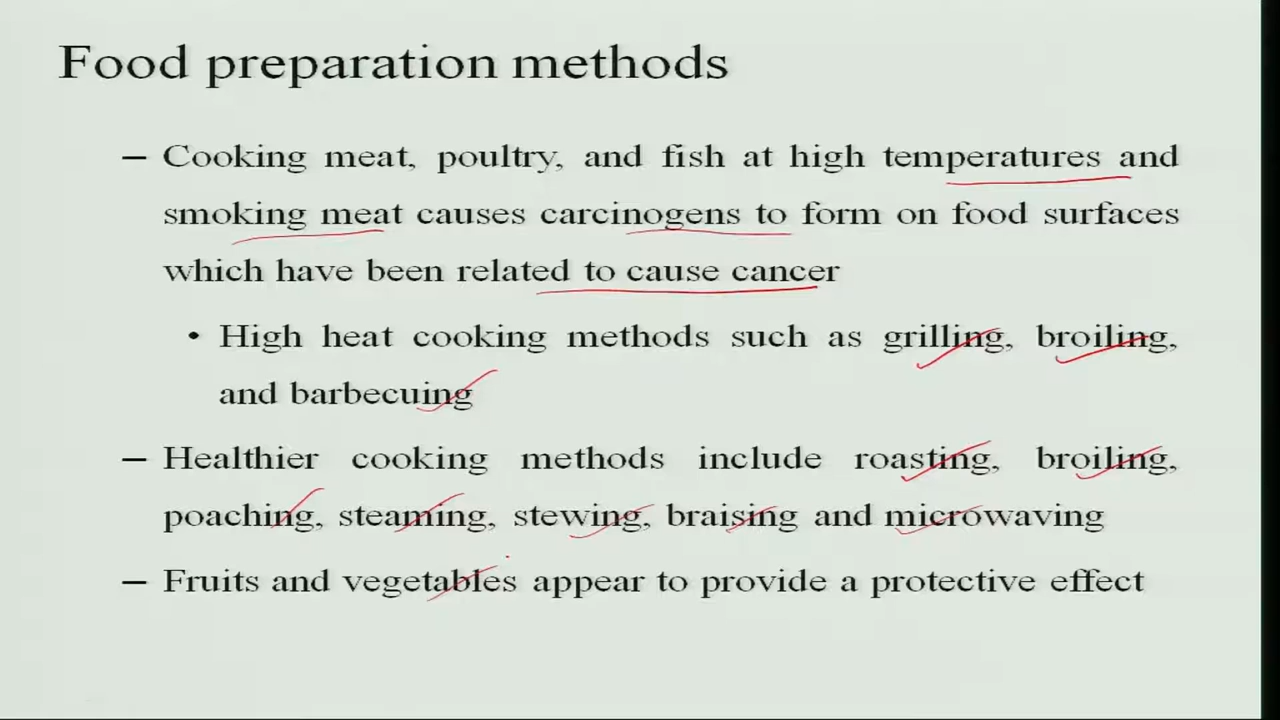 Food preparation methods
– Cooking meat, poultry, and fish at high temperatures and
smoking meat causes carcinogens to form on food surfaces
which have been related to cause cancer
• High heat cooking methods such as grilling, broiling,
and barbecuing
– Healthier cooking methods include roasting, broiling,
poaching, steaming, stewing, braising and microwaving
– Fruits and vegetables appear to provide a protective effect